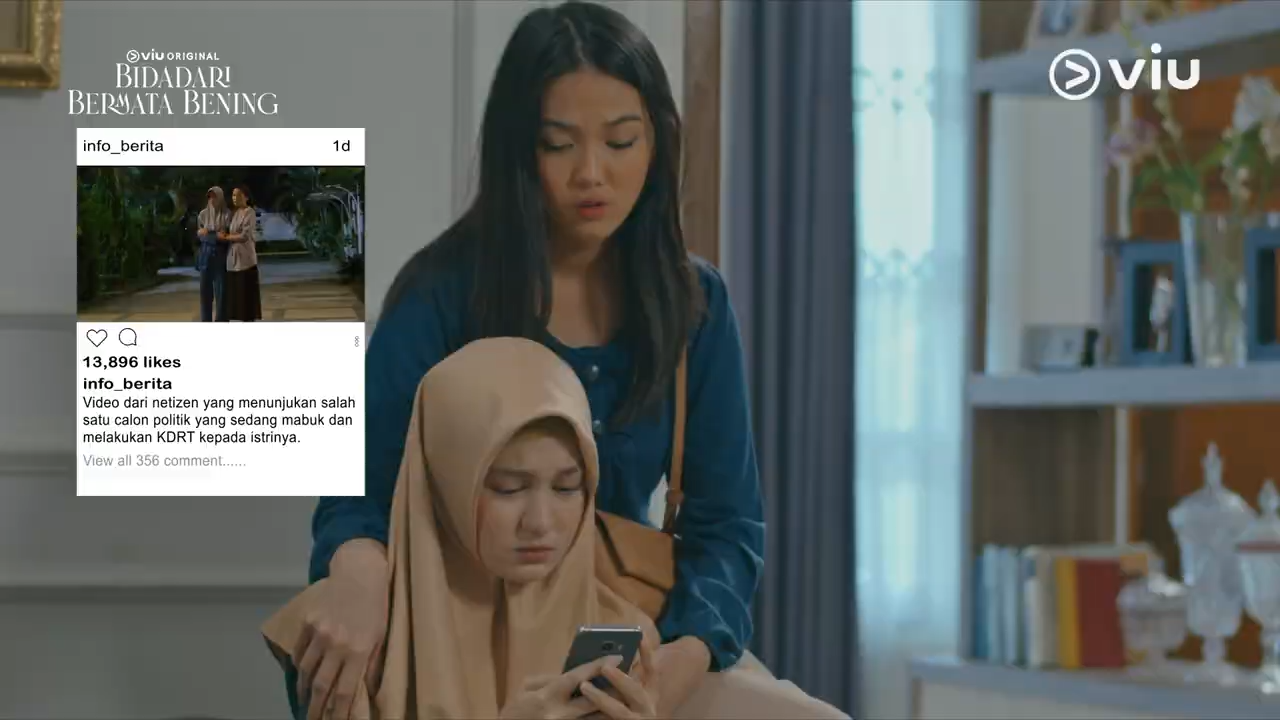 viu ORIGINAL
BIDADARI
BERMATA BENING
viu
info_berita 1d
13,896 likes
info_berita
Video dari netizen yang menunjukan salah
satu calon politik yang sedang mabuk dan
melakukan KDRT kepada istrinya.
View all 356 comment......